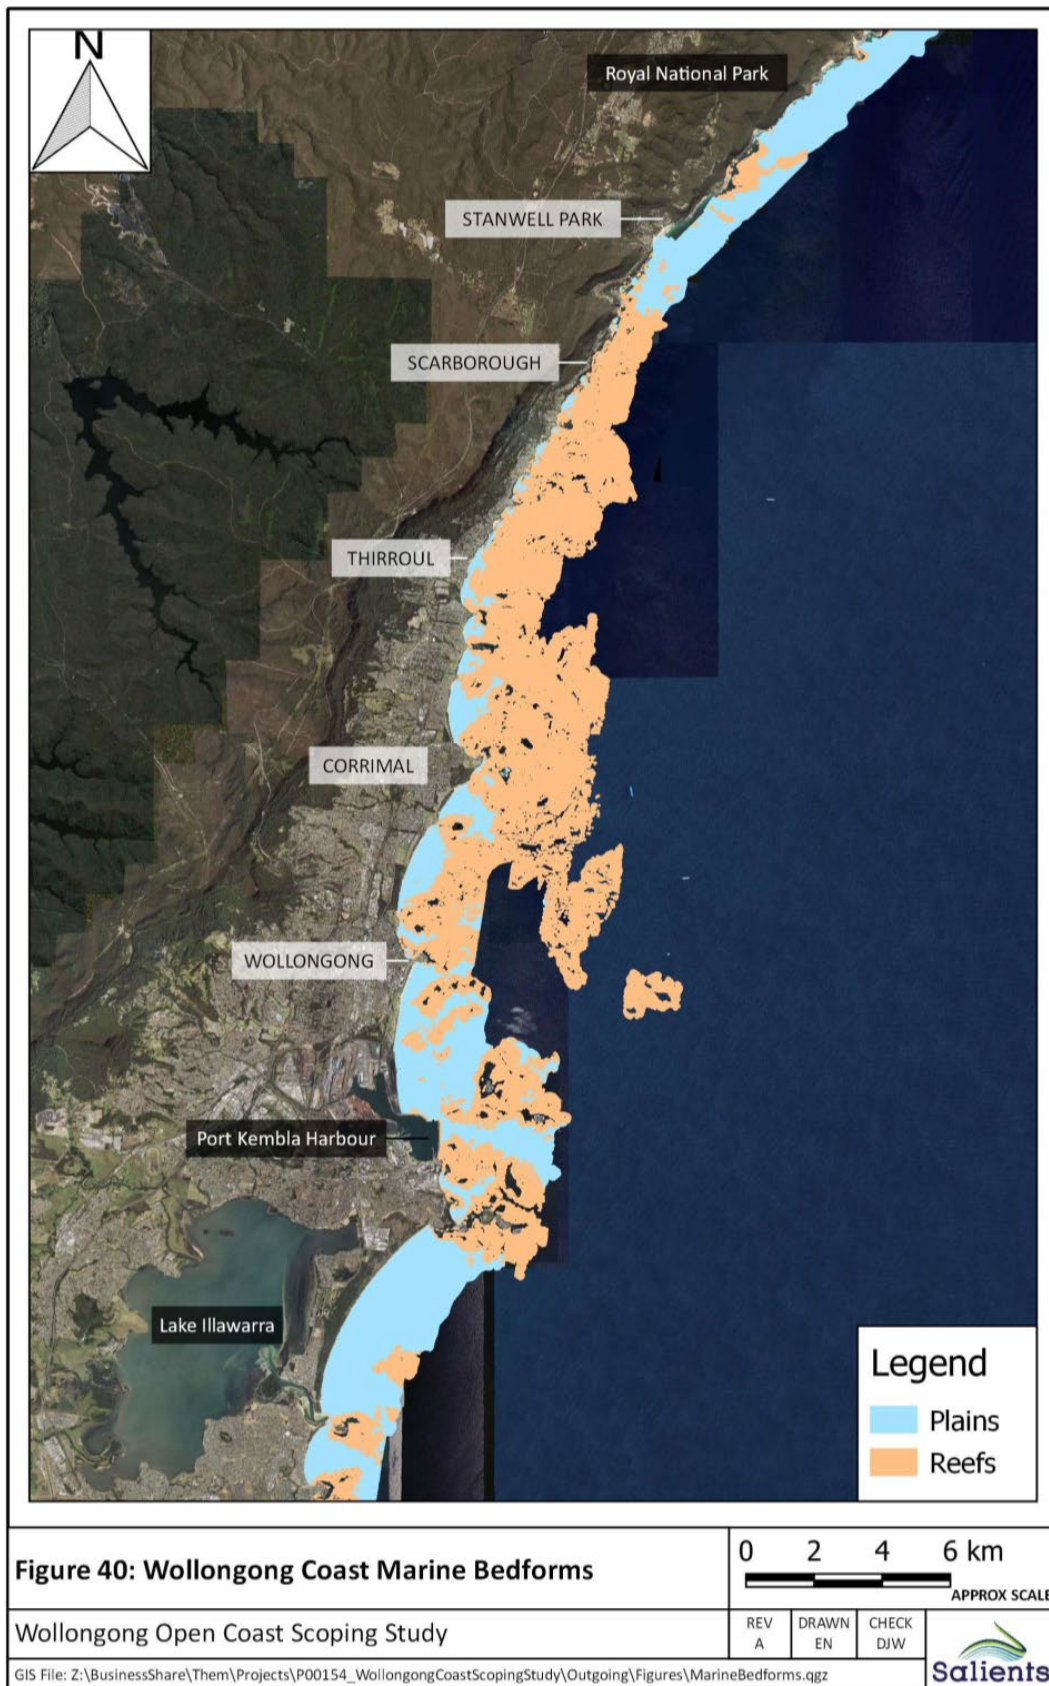 N
Royal National Park
STANWELL PARK
SCARBOROUGH
THIRROUL
CORRIMAL
WOLLONGONG
Port Kembla Harbour
Lake Illawarra
Legend
Plains
Reefs
Figure 40: Wollongong Coast Marine Bedforms
0 2 4 6 km
APPROX SCALE
Wollongong Open Coast Scoping Study
REV DRAWN CHECK
A EN DJW
GIS File: Z:\BusinessShare\Them\Projects\P00154_WollongongCoastScopingStudy\Outgoing\Figures\MarineBedforms.qgz
Salients